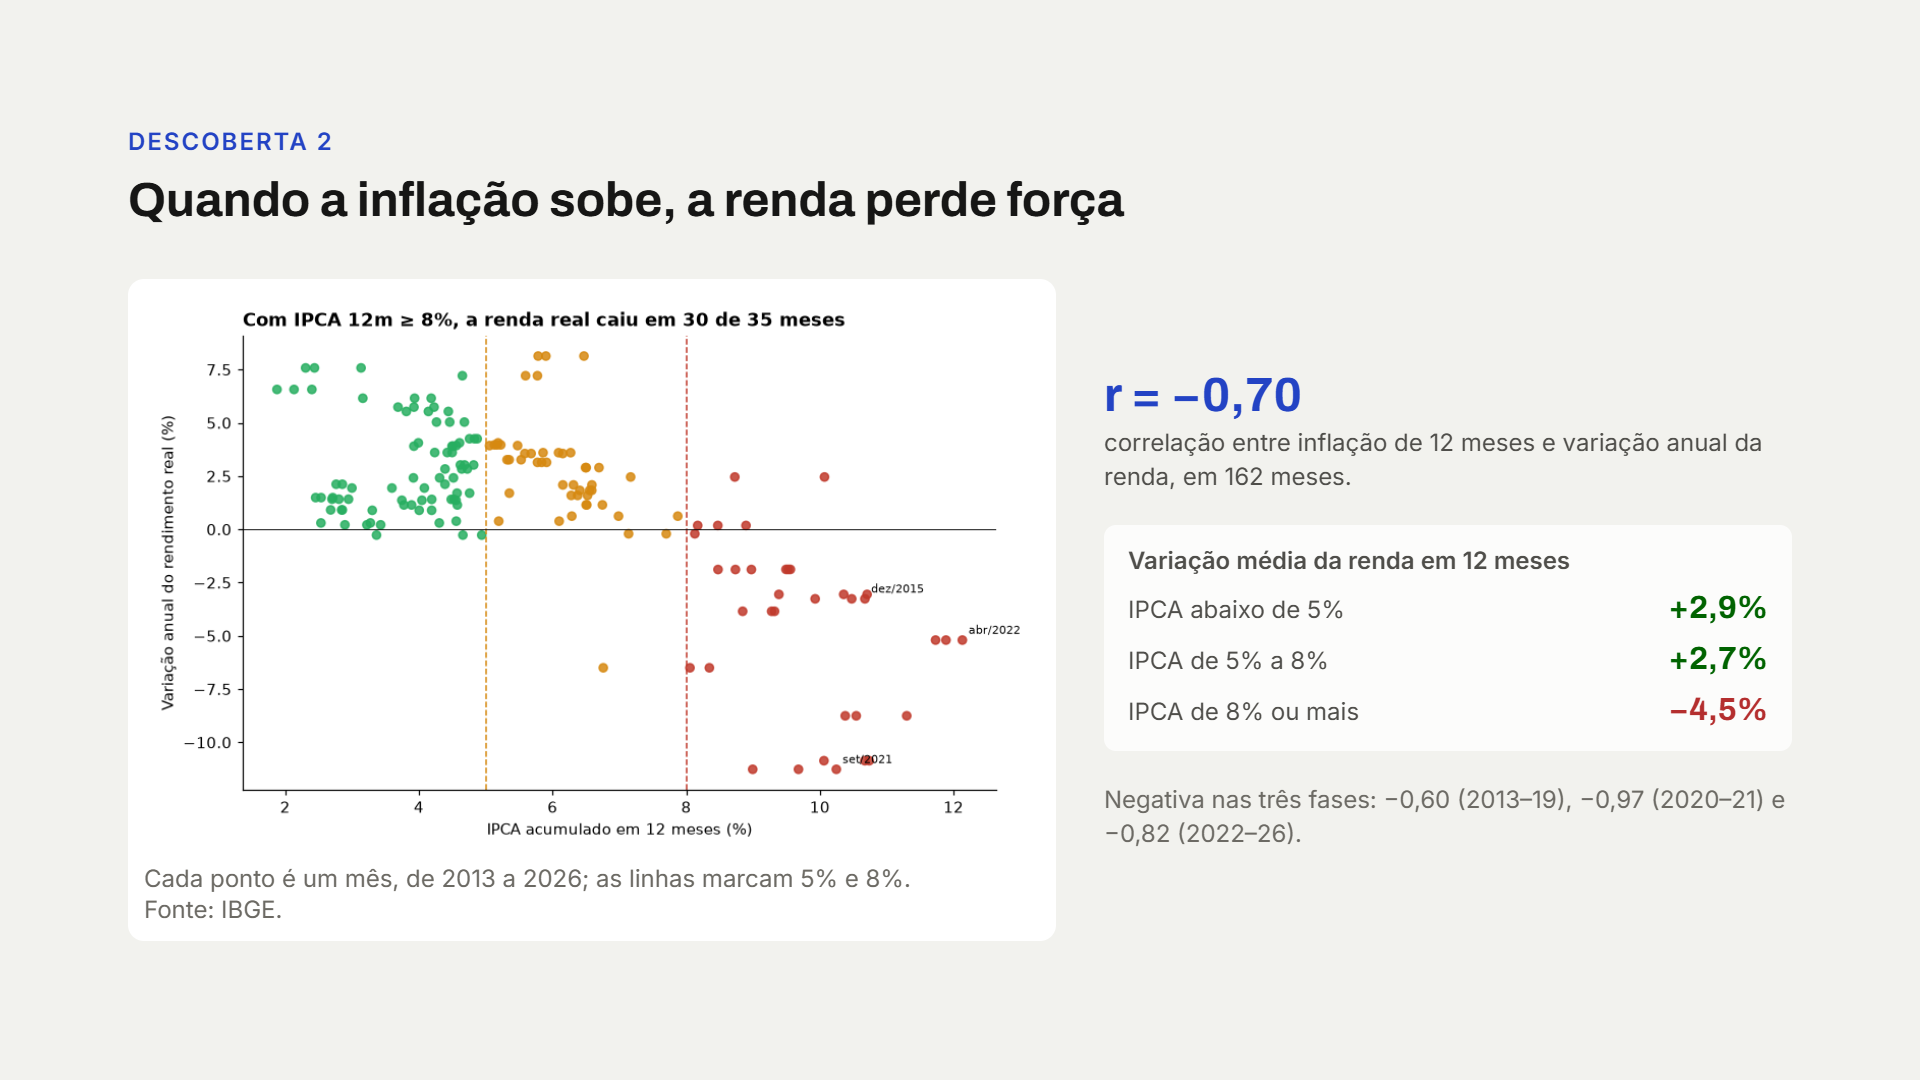 DESCOBERTA 2
Quando a inflação sobe, a renda perde força
Com IPCA 12m ≥ 8%, a renda real caiu em 30 de 35 meses
Variação anual do rendimento real (%)
7.5
5.0
2.5
0.0
−2.5
−5.0
−7.5
−10.0
dez/2015
abr/2022
set/2021
2 4 6 8 10 12
IPCA acumulado em 12 meses (%)
Cada ponto é um mês, de 2013 a 2026; as linhas marcam 5% e 8%.
Fonte: IBGE.
r = −0,70
correlação entre inflação de 12 meses e variação anual da
renda, em 162 meses.
Variação média da renda em 12 meses
IPCA abaixo de 5% +2,9%
IPCA de 5% a 8% +2,7%
IPCA de 8% ou mais −4,5%
Negativa nas três fases: −0,60 (2013–19), −0,97 (2020–21) e
−0,82 (2022–26).